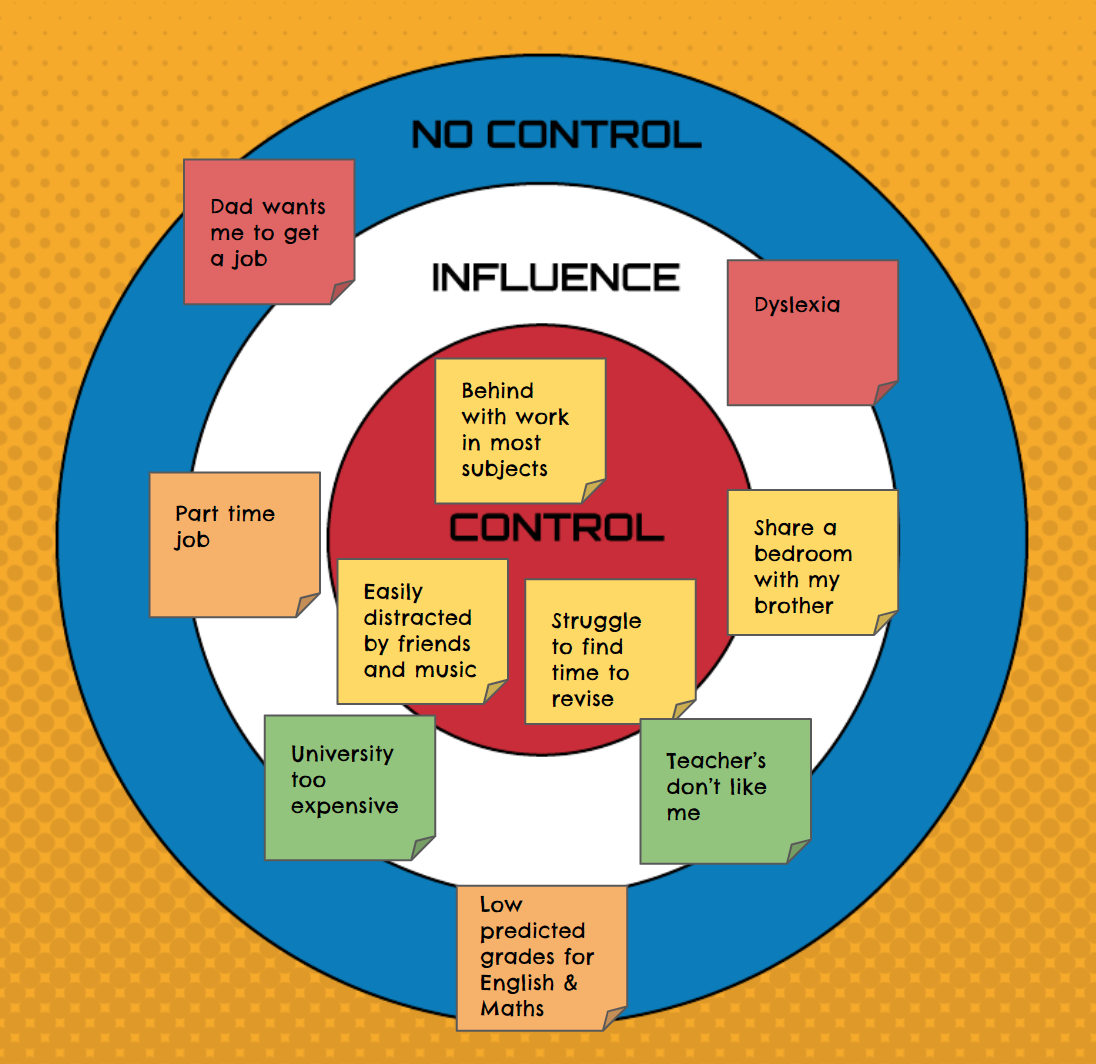 NO CONTROL
Dad wants
me to get
a job
INFLUENCE
Dyslexia
Behind
with work
in most
subjects
CONTROL
Part time
job
Share a
bedroom
with my
brother
Easily
distracted
by friends
and music
Struggle
to find
time to
revise
University
too
expensive
Teacher's
don't like
me
Low
predicted
grades for
English &
Maths